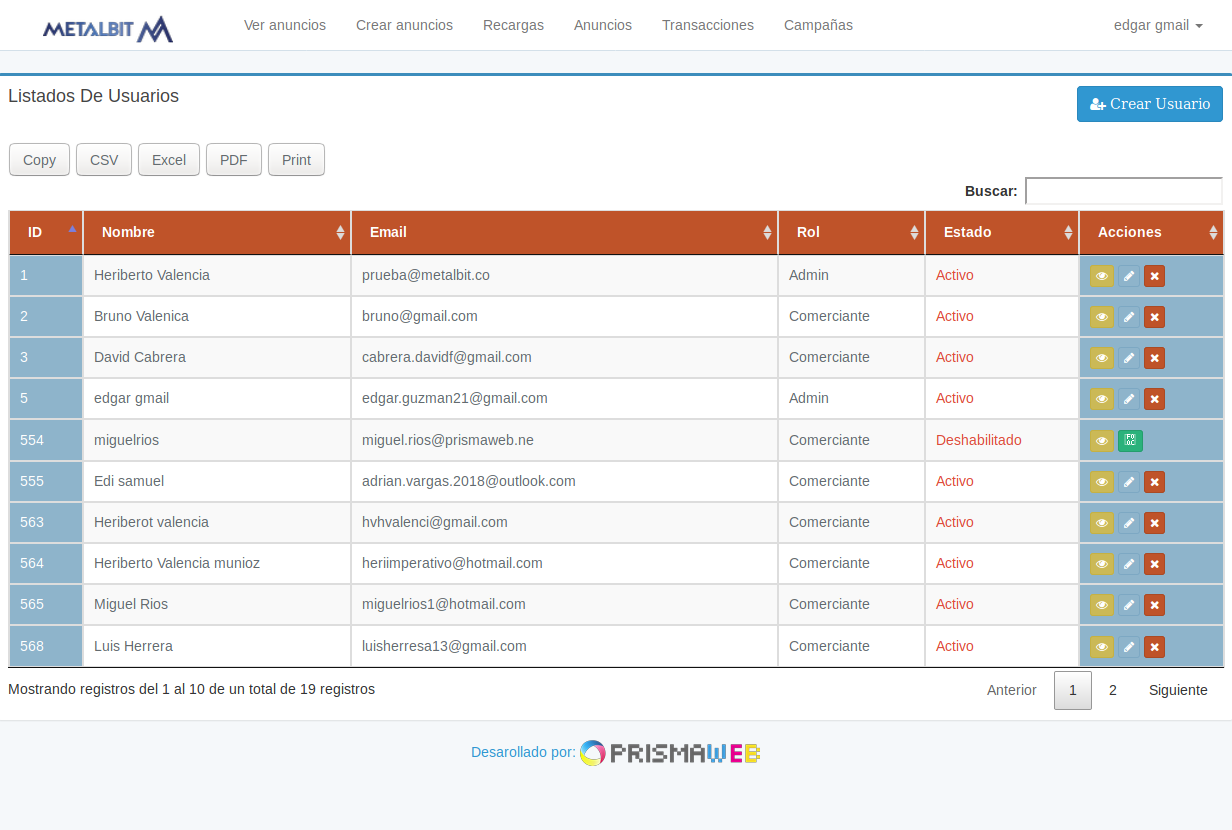 METALBIT Ver anuncios Crear anuncios Recargas Anuncios Transacciones Campañas edgar gmail
Listados De Usuarios
Crear Usuario
Copy CSV Excel PDF Print
Buscar:
ID Nombre Email Rol Estado Acciones
1 Heriberto Valencia prueba@metalbit.co Admin Activo
2 Bruno Valenica bruno@gmail.com Comerciante Activo
3 David Cabrera cabrera.davidf@gmail.com Comerciante Activo
5 edgar gmail edgar.guzman21@gmail.com Admin Activo
554 miguelrios miguel.rios@prismaweb.ne Comerciante Deshabilitado
555 Edi samuel adrian.vargas.2018@outlook.com Comerciante Activo
563 Heriberot valencia hvhvalenci@gmail.com Comerciante Activo
564 Heriberto Valencia munioz heriimperativo@hotmail.com Comerciante Activo
565 Miguel Rios miguelrios1@hotmail.com Comerciante Activo
568 Luis Herrera luisherresa13@gmail.com Comerciante Activo
Mostrando registros del 1 al 10 de un total de 19 registros
Anterior 1 2 Siguiente
Desarollado por: PRISMAWEB